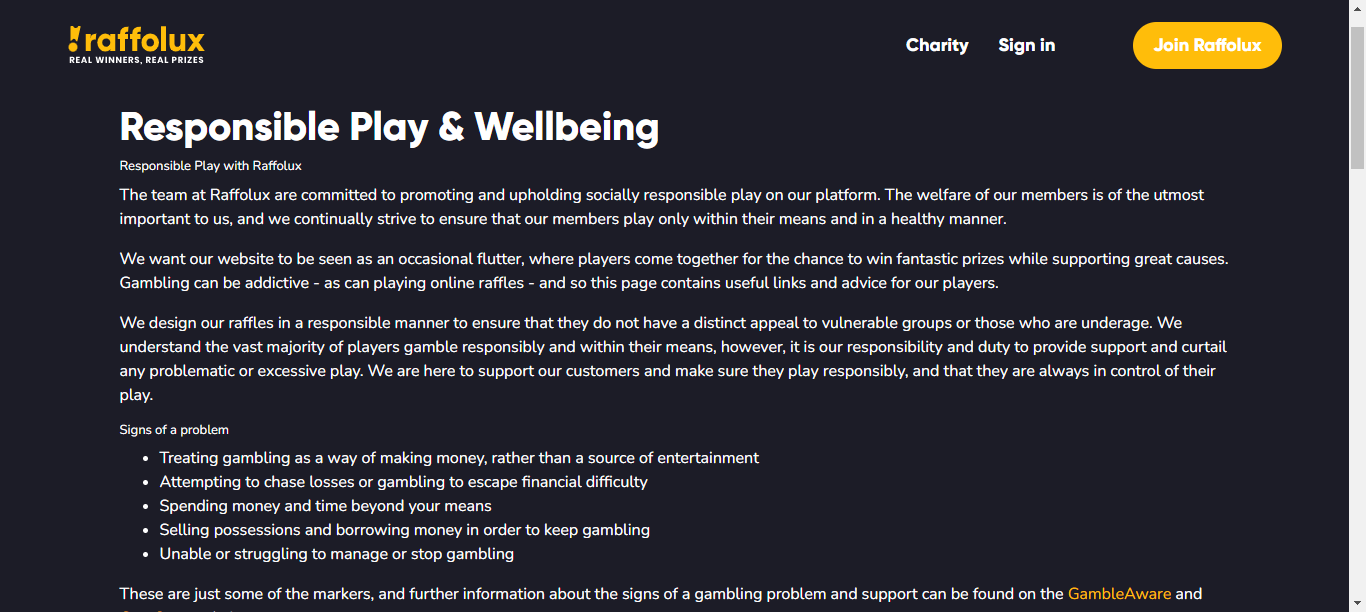 raffolux
REAL WINNERS, REAL PRIZES
Charity
Sign in
Join Raffolux
Responsible Play & Wellbeing
Responsible Play with Raffolux
The team at Raffolux are committed to promoting and upholding socially responsible play on our platform. The welfare of our members is of the utmost
important to us, and we continually strive to ensure that our members play only within their means and in a healthy manner.
We want our website to be seen as an occasional flutter, where players come together for the chance to win fantastic prizes while supporting great causes.
Gambling can be addictive - as can playing online raffles - and so this page contains useful links and advice for our players.
We design our raffles in a responsible manner to ensure that they do not have a distinct appeal to vulnerable groups or those who are underage. We
understand the vast majority of players gamble responsibly and within their means, however, it is our responsibility and duty to provide support and curtail
any problematic or excessive play. We are here to support our customers and make sure they play responsibly, and that they are always in control of their
play.
Signs of a problem
• Treating gambling as a way of making money, rather than a source of entertainment
• Attempting to chase losses or gambling to escape financial difficulty
• Spending money and time beyond your means
• Selling possessions and borrowing money in order to keep gambling
• Unable or struggling to manage or stop gambling
These are just some of the markers, and further information about the signs of a gambling problem and support can be found on the GambleAware and